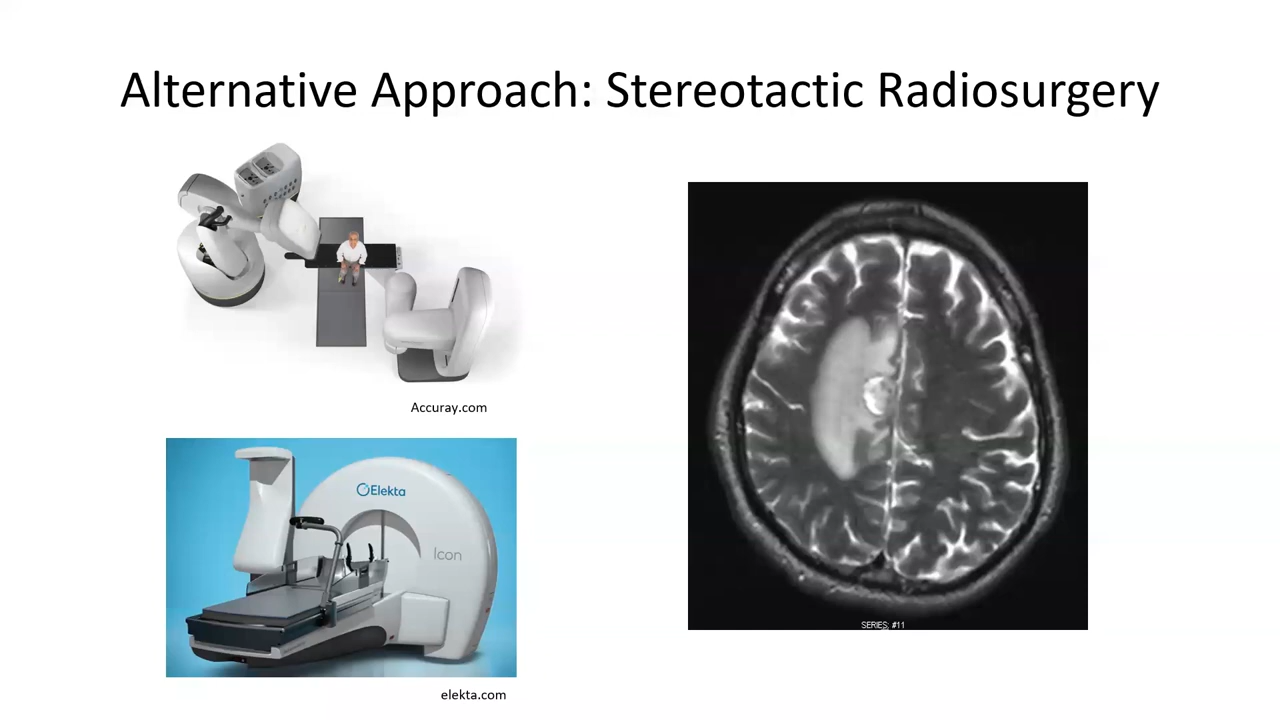 Alternative Approach: Stereotactic Radiosurgery
Accuray.com
Elekta
Icon
elekta.com
SERIES: #11